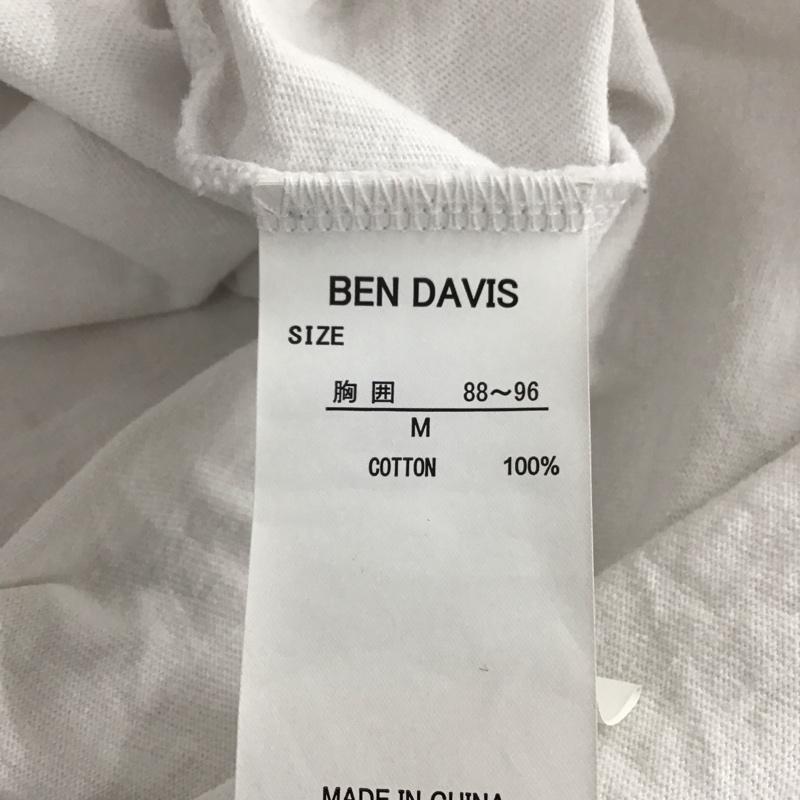 BEN DAVIS
SIZE
胸囲 88～96
M
COTTON 100%
MADE IN CHINA